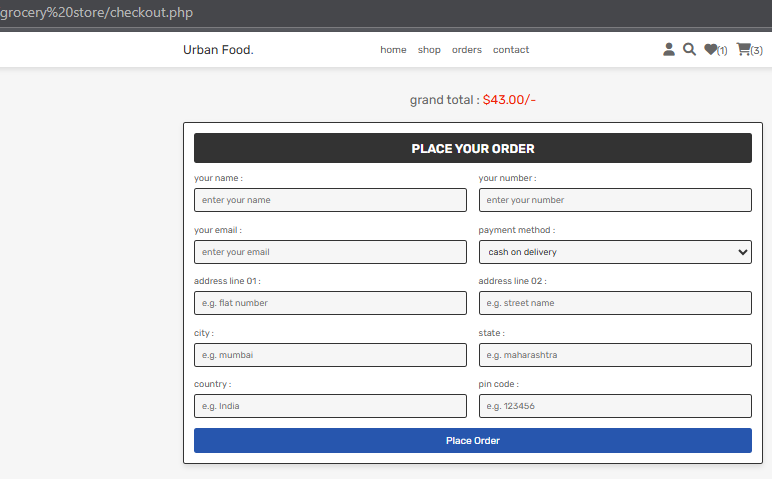 grocery%20store/checkout.php
Urban Food. home shop orders contact (1) (3)
grand total : $43.00/-
PLACE YOUR ORDER
your name : your number :
enter your name enter your number
your email : payment method :
enter your email cash on delivery
address line 01 : address line 02 :
e.g. flat number e.g. street name
city : state :
e.g. mumbai e.g. maharashtra
country : pin code :
e.g. India e.g. 123456
Place Order